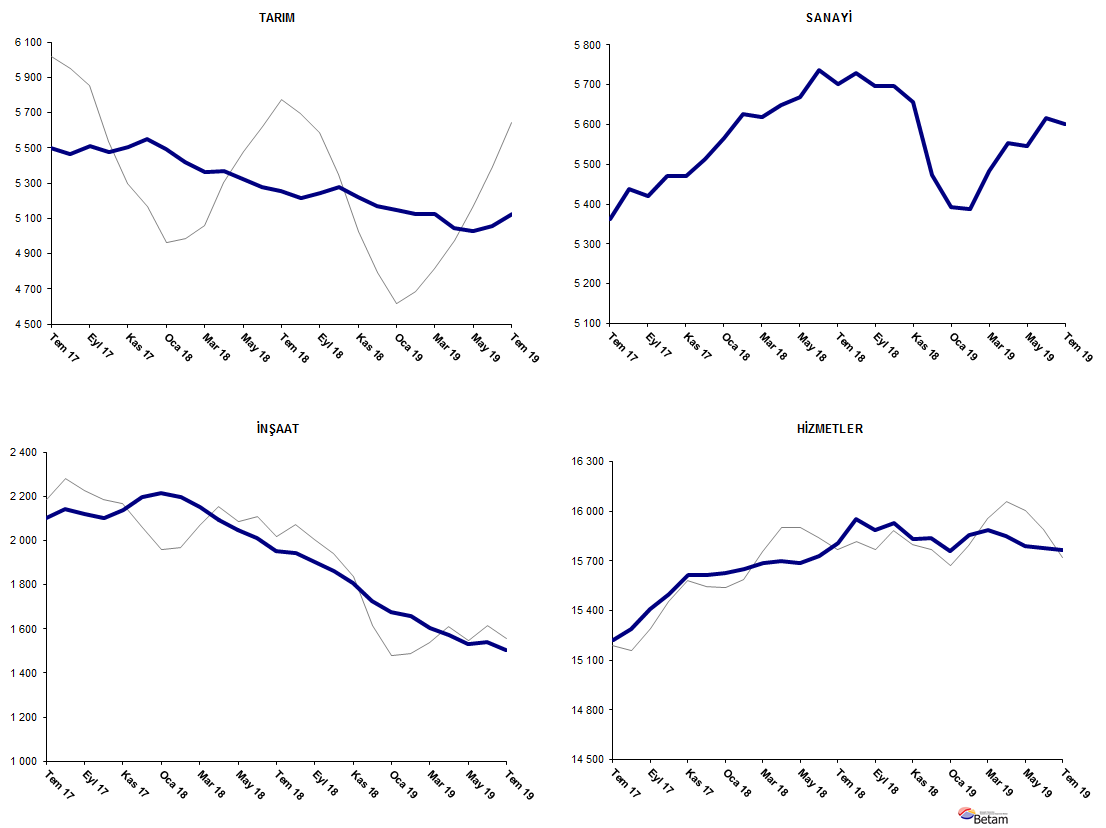 TARIM
6 100
5 900
5 700
5 500
5 300
5 100
4 900
4 700
4 500
Tem 17
Eyl 17
Kas 17
Oca 18
Mar 18
May 18
Tem 18
Eyl 18
Kas 18
Oca 19
Mar 19
May 19
Tem 19
SANAYİ
5 800
5 700
5 600
5 500
5 400
5 300
5 200
5 100
Tem 17
Eyl 17
Kas 17
Oca 18
Mar 18
May 18
Tem 18
Eyl 18
Kas 18
Oca 19
Mar 19
May 19
Tem 19
İNŞAAT
2 400
2 200
2 000
1 800
1 600
1 400
1 200
1 000
Tem 17
Eyl 17
Kas 17
Oca 18
Mar 18
May 18
Tem 18
Eyl 18
Kas 18
Oca 19
Mar 19
May 19
Tem 19
HİZMETLER
16 300
16 000
15 700
15 400
15 100
14 800
14 500
Tem 17
Eyl 17
Kas 17
Oca 18
Mar 18
May 18
Tem 18
Eyl 18
Kas 18
Oca 19
Mar 19
May 19
Tem 19
Betam